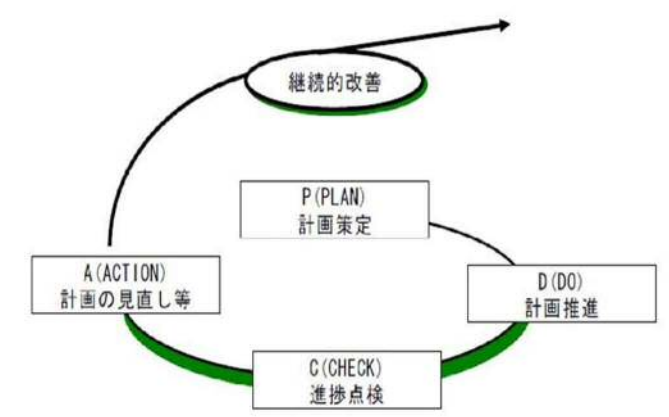 継続的改善
P(PLAN)
計画策定
A(ACTION)
計画の見直し等
D(DO)
計画推進
C(CHECK)
進捗点検